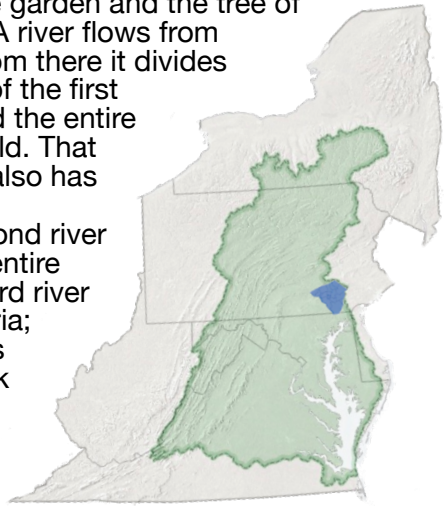 e garden and the tree of
A river flows from
om there it divides
of the first
d the entire
ld. That
also has
ond river
entire
rd river
ria;
s
k